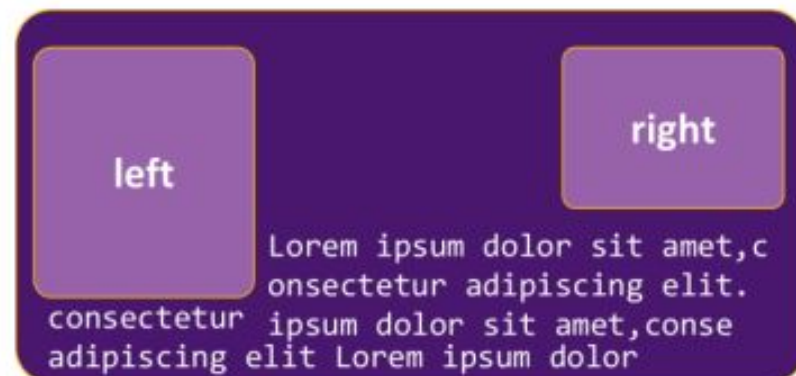 left
right
Lorem ipsum dolor sit amet,c
onsectetur adipiscing elit.
consectetur ipsum dolor sit amet,conse
adipiscing elit Lorem ipsum dolor